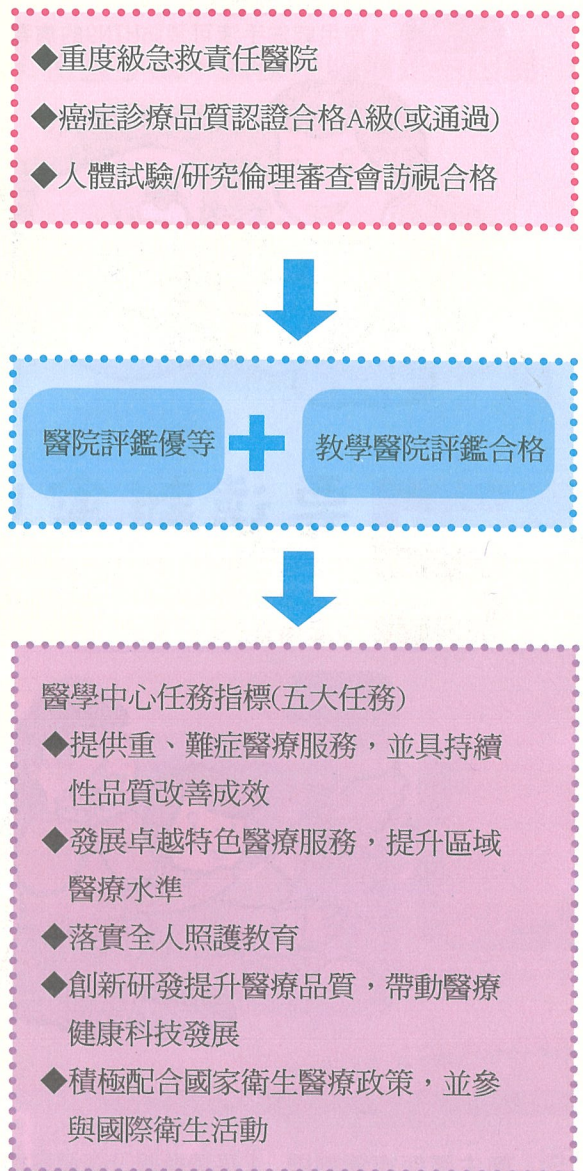 ◆重度級急救責任醫院
◆癌症診療品質認證合格A級(或通過)
◆人體試驗/研究倫理審查會訪視合格
醫院評鑑優等
教學醫院評鑑合格
醫學中心任務指標(五大任務)
◆提供重、難症醫療服務，並具持續
性品質改善成效
◆發展卓越特色醫療服務，提升區域
醫療水準
◆落實全人照護教育
◆創新研發提升醫療品質，帶動醫療
健康科技發展
◆積極配合國家衛生醫療政策，並參
與國際衛生活動